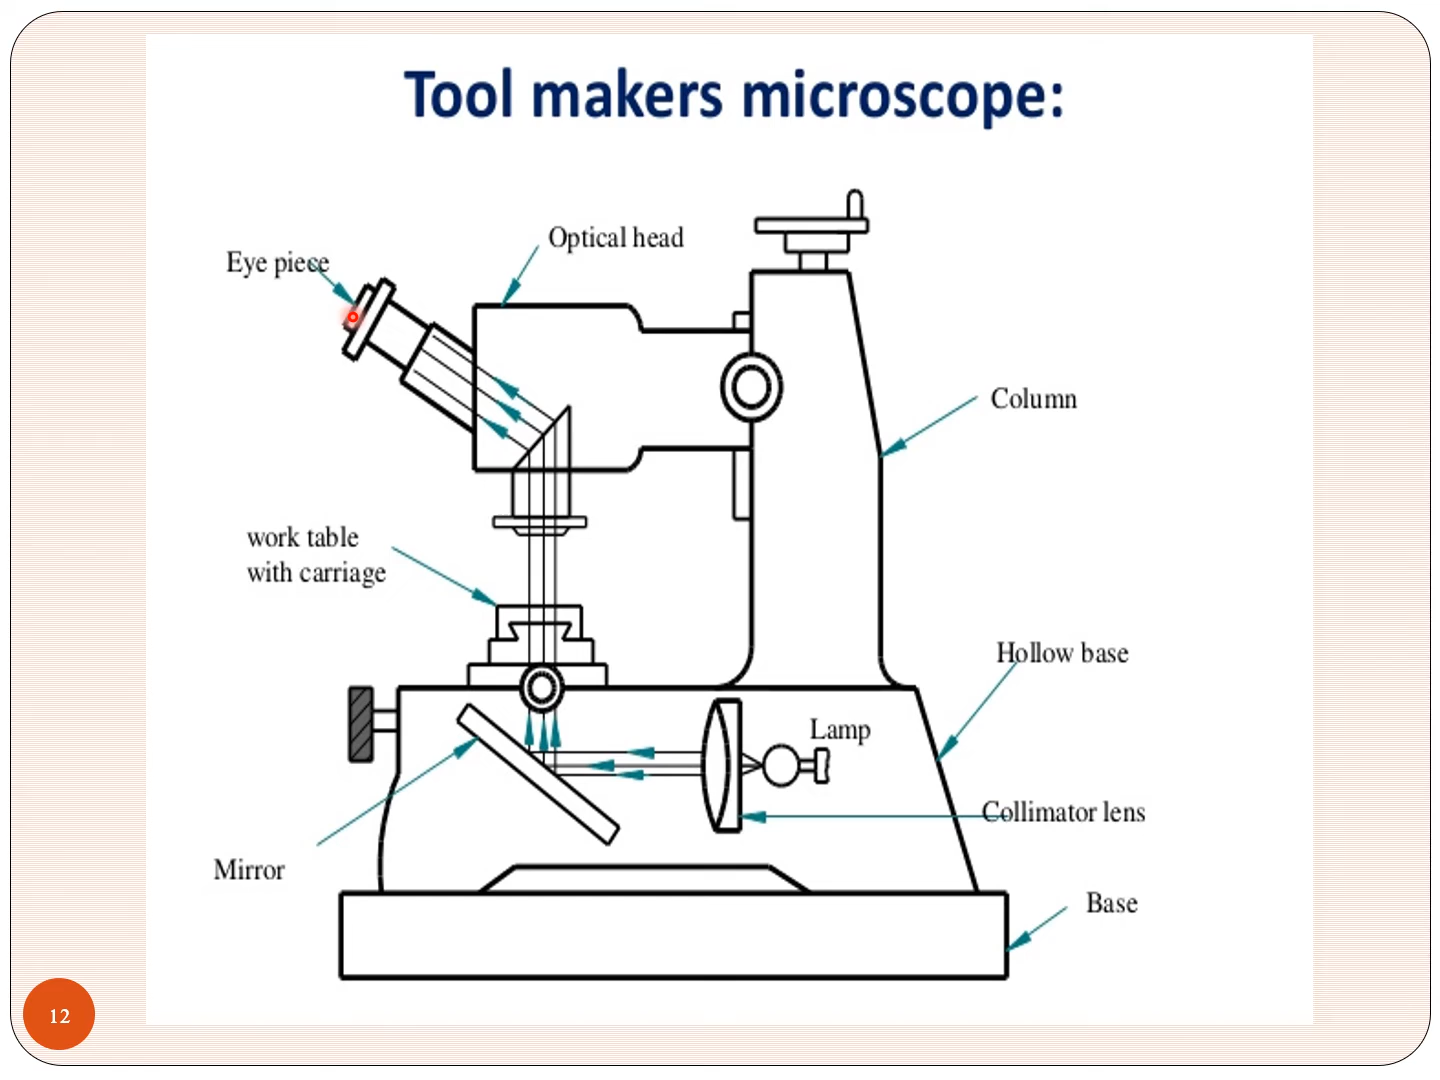 Tool makers microscope:
Optical head
Eye piece
Column
work table
with carriage
Hollow base
Lamp
Collimator lens
Mirror
Base
12